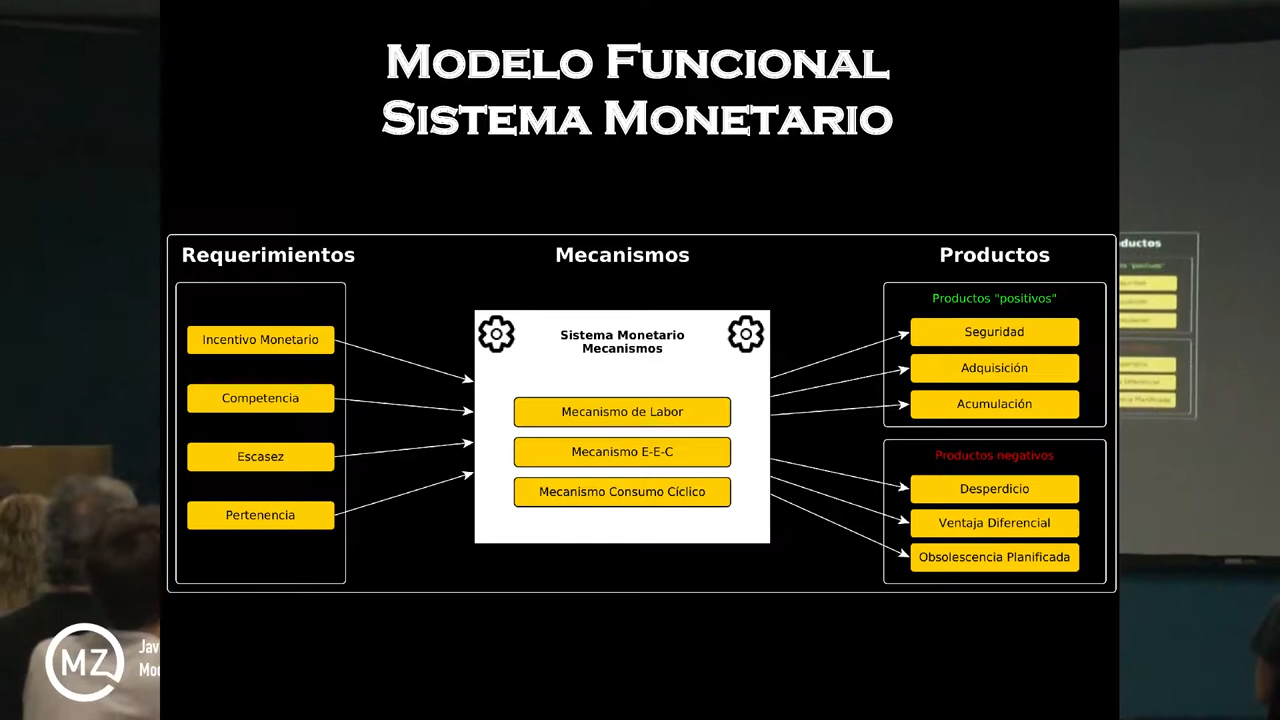 MODELO FUNCIONAL
SISTEMA MONETARIO
Requerimientos
Mecanismos
Productos
Incentivo Monetario
Competencia
Escasez
Pertenencia
Sistema Monetario
Mecanismos
Mecanismo de Labor
Mecanismo E-E-C
Mecanismo Consumo Cíclico
Productos "positivos"
Seguridad
Adquisición
Acumulación
Productos negativos
Desperdicio
Ventaja Diferencial
Obsolescencia Planificada
MZ
Jav